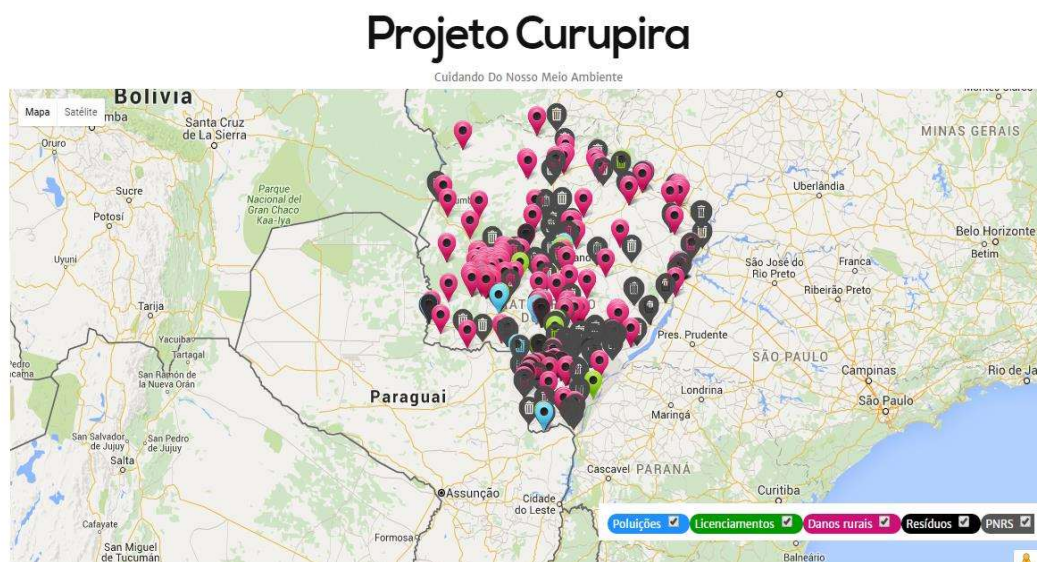 Projeto Curupira
Cuidando Do Nosso Meio Ambiente
Mapa
Satélite
Bolivia
Oruro
Santa Cruz
de La Sierra
MINAS GERAIS
Sucre
Potosí
Parque
Nacional del
Gran Chaco
Kaa-Iya
Uberlândia
Belo Horizonte
Betim
Uyuni
São José do
Rio Preto
Franca
Ribeirão Preto
Tarija
Yacuiba
Tartagal
San Ramón de
la Nueva Orán
Pres. Prudente
SÃO PAULO
Campinas
São Paulo
Rio de Ja
Paraguai
Londrina
Maringá
San Salvador
de Jujuy
San Pedro
de Jujuy
Salta
Cascavel
PARANÁ
Curitiba
Assunção
Cidade
do Leste
Cafayate
Formosa
San Miguel
de Tucumán
Poluições
Licenciamentos
Danos rurais
Resíduos
PNRS
Balneário